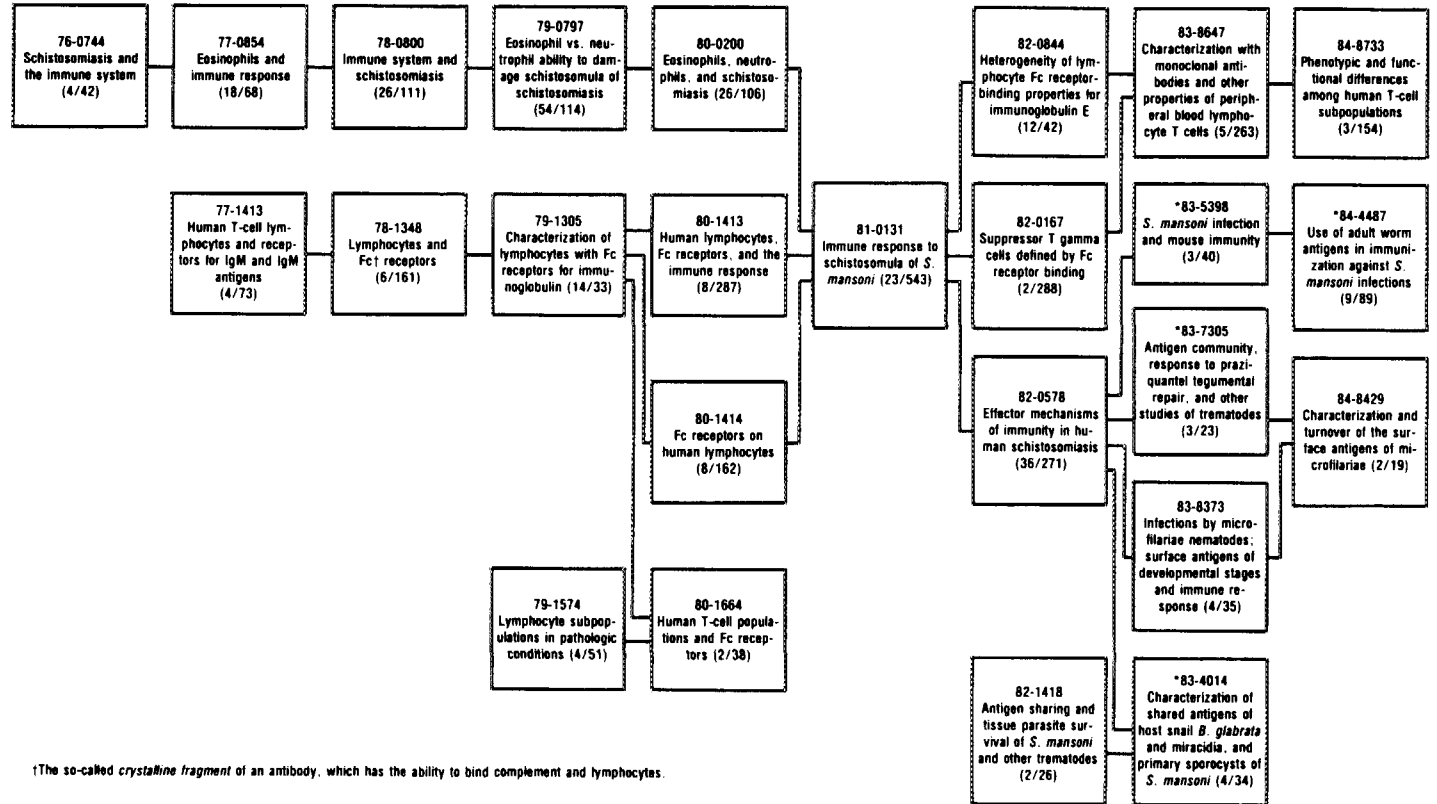 76-0744
Schistosomiasis and
the immune system
(4/42)
77-0854
Eosinophils and
immune response
(18/68)
78-0800
Immune system and
schistosomiasis
(26/111)
79-0797
Eosinophil vs. neu-
trophil ability to dam-
age schistosomula of
schistosomiasis
(54/114)
80-0200
Eosinophils, neutro-
phils, and schistoso-
miasis (26/106)
77-1413
Human T-cell lym-
phocytes and recep-
tors for IgM and IgM
antigens
(4/73)
78-1348
Lymphocytes and
Fc† receptors
(6/161)
79-1305
Characterization of
lymphocytes with Fc
receptors for immu-
noglobulin (14/33)
80-1413
Human lymphocytes,
Fc receptors, and the
immune response
(8/287)
80-1414
Fc receptors on
human lymphocytes
(8/162)
79-1574
Lymphocyte subpop-
ulations in pathologic
conditions (4/51)
80-1664
Human T-cell popula-
tions and Fc recep-
tors (2/38)
81-0131
Immune response to
schistosomula of S.
mansoni (23/543)
82-0844
Heterogeneity of lym-
phocyte Fc receptor-
binding properties for
immunoglobulin E
(12/42)
82-0167
Suppressor T gamma
cells defined by Fc
receptor binding
(2/288)
82-0578
Effector mechanisms
of immunity in hu-
man schistosomiasis
(36/271)
82-1418
Antigen sharing and
tissue parasite sur-
vival of S. mansoni
and other trematodes
(2/26)
83-8647
Characterization with
monoclonal anti-
bodies and other
properties of periph-
eral blood lympho-
cyte T cells (5/263)
*83-5398
S. mansoni infection
and mouse immunity
(3/40)
*83-7305
Antigen community,
response to prazi-
quantel tegumental
repair, and other
studies of trematodes
(3/23)
83-8373
Infections by micro-
filariae nematodes;
surface antigens of
developmental stages
and immune re-
sponse (4/35)
*83-4014
Characterization of
shared antigens of
host snail B. glabrata
and miracidia, and
primary sporocysts of
S. mansoni (4/34)
84-8733
Phenotypic and func-
tional differences
among human T-cell
subpopulations
(3/154)
*84-4487
Use of adult worm
antigens in immuni-
zation against S.
mansoni infections
(9/89)
84-8429
Characterization and
turnover of the sur-
face antigens of mi-
crofilariae (2/19)
†The so-called crystalline fragment of an antibody, which has the ability to bind complement and lymphocytes.